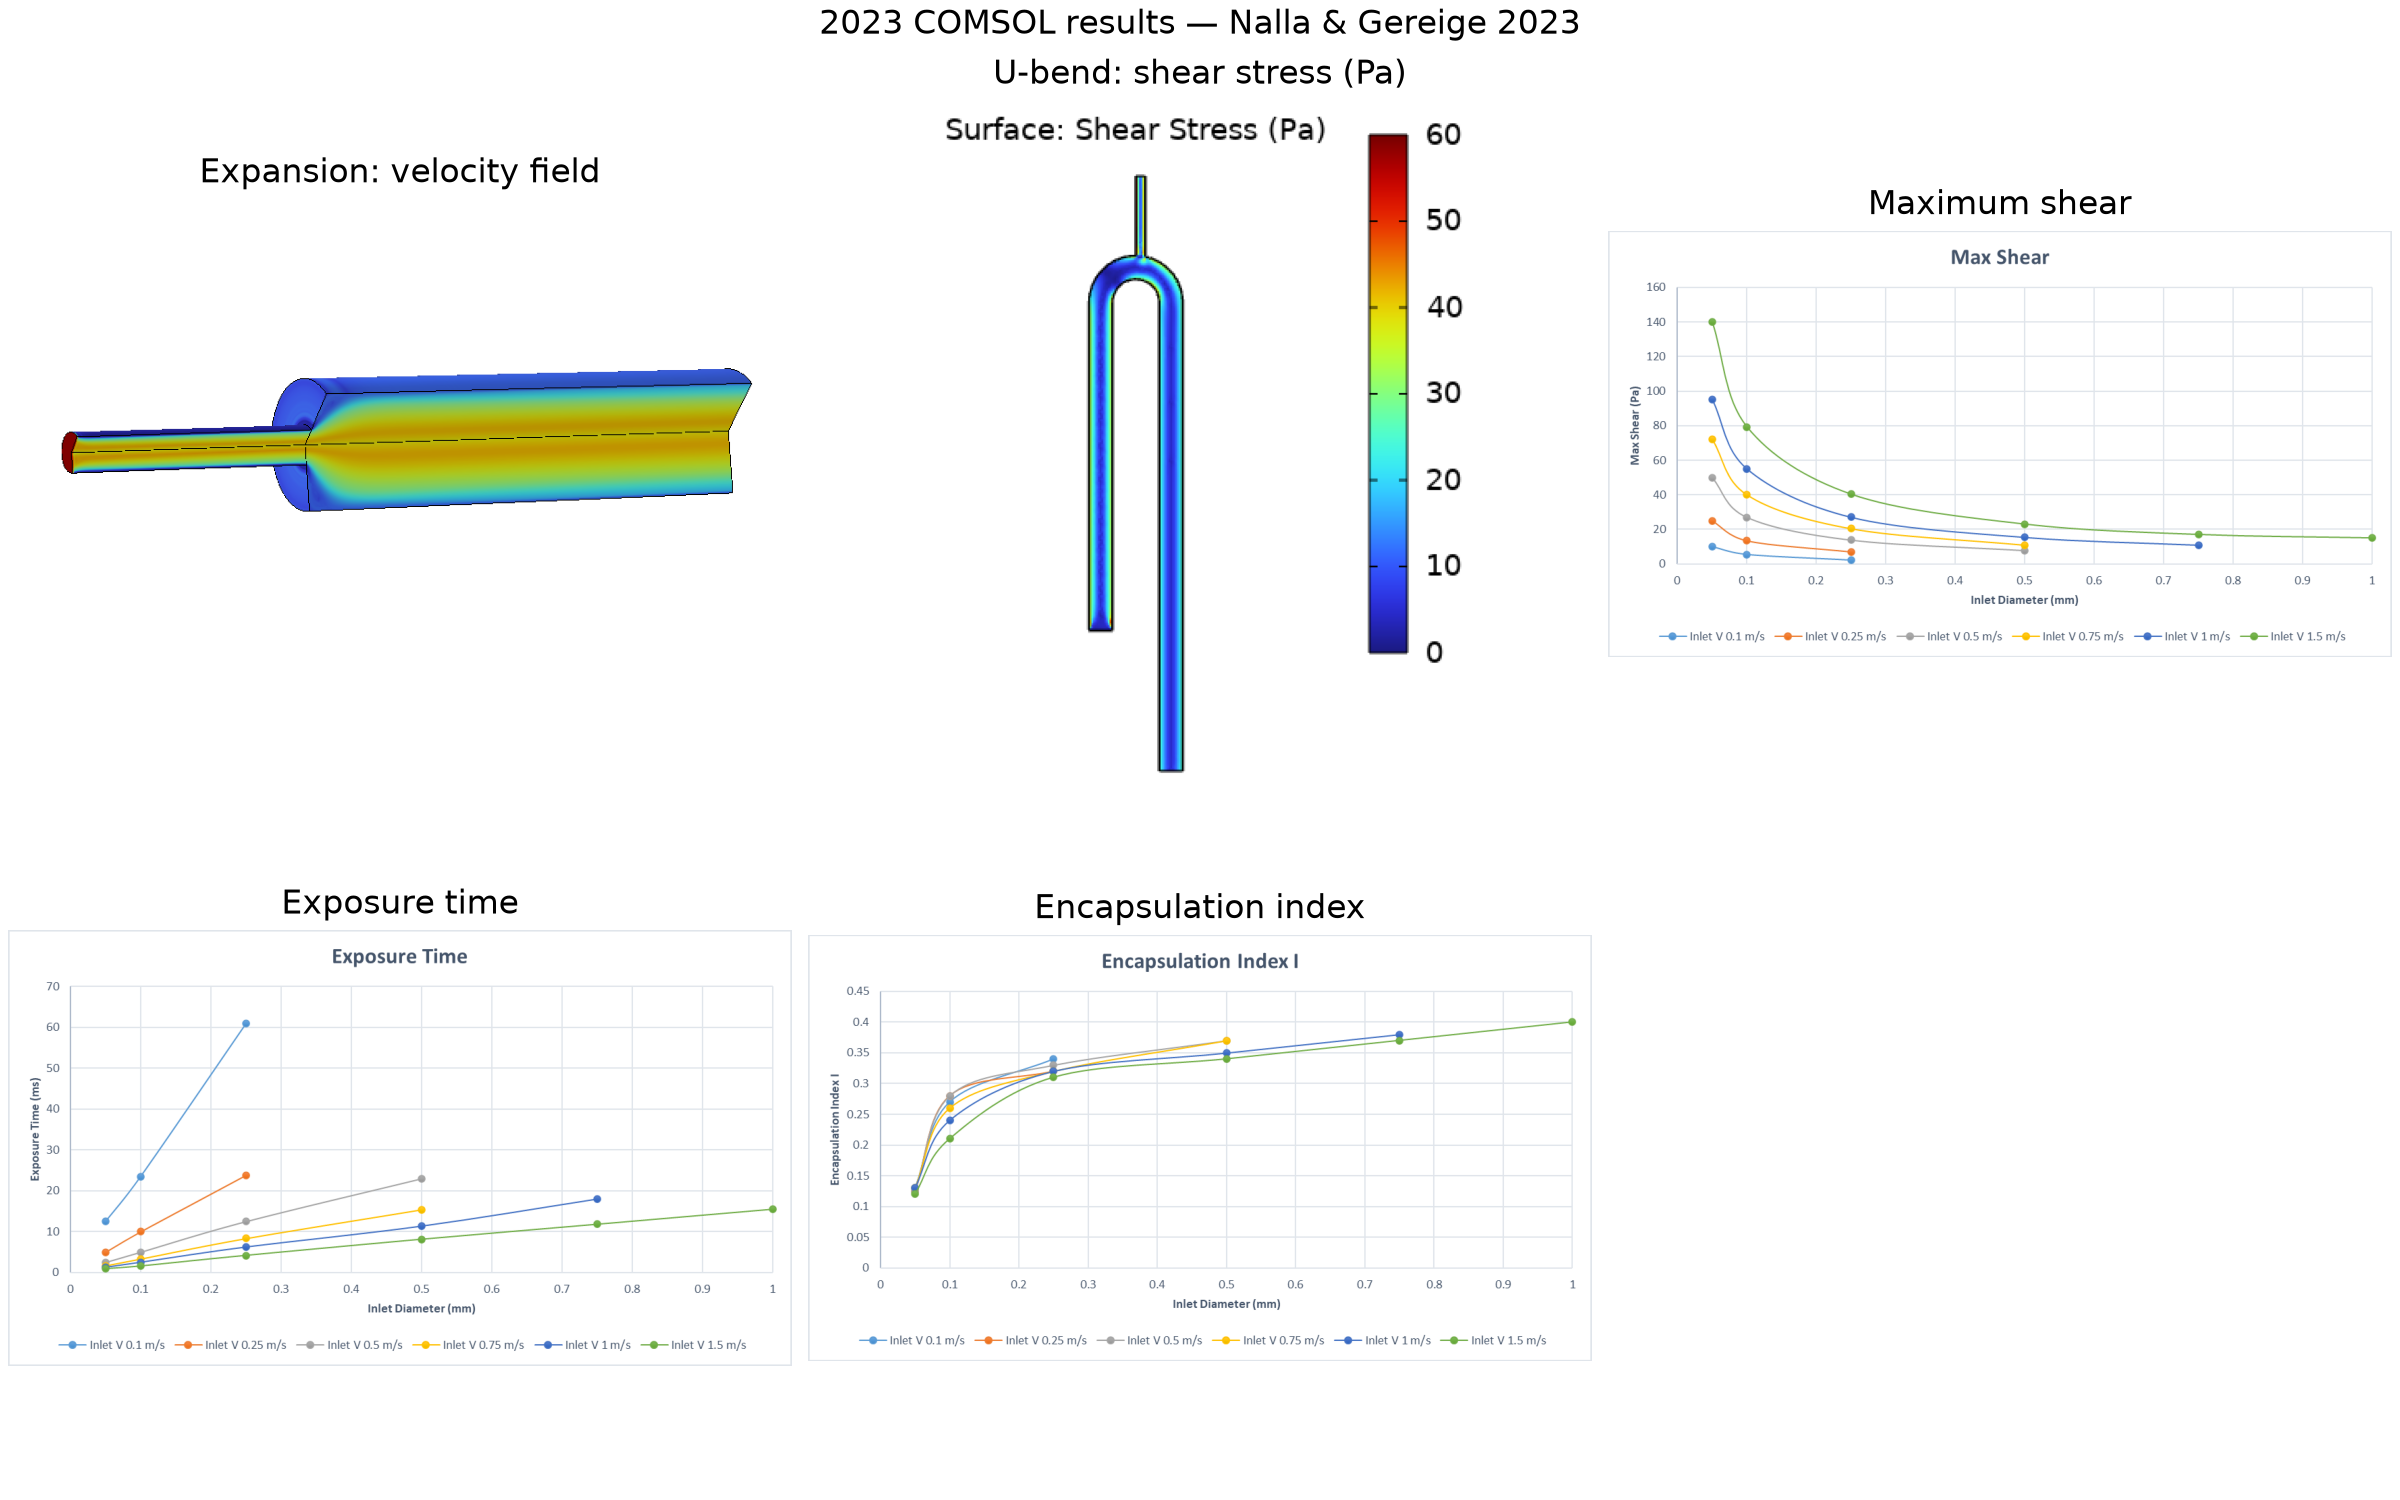 2023 COMSOL results — Nalla & Gereige 2023
Expansion: velocity field
U-bend: shear stress (Pa)
Surface: Shear Stress (Pa)
60
50
40
30
20
10
0
Maximum shear
Max Shear
Max Shear (Pa)
160
140
120
100
80
60
40
20
0
0 0.1 0.2 0.3 0.4 0.5 0.6 0.7 0.8 0.9 1
Inlet Diameter (mm)
Inlet V 0.1 m/s Inlet V 0.25 m/s Inlet V 0.5 m/s Inlet V 0.75 m/s Inlet V 1 m/s Inlet V 1.5 m/s
Exposure time
Exposure Time
Exposure Time (ms)
70
60
50
40
30
20
10
0
0 0.1 0.2 0.3 0.4 0.5 0.6 0.7 0.8 0.9 1
Inlet Diameter (mm)
Inlet V 0.1 m/s Inlet V 0.25 m/s Inlet V 0.5 m/s Inlet V 0.75 m/s Inlet V 1 m/s Inlet V 1.5 m/s
Encapsulation index
Encapsulation Index I
Encapsulation Index I
0.45
0.4
0.35
0.3
0.25
0.2
0.15
0.1
0.05
0
0 0.1 0.2 0.3 0.4 0.5 0.6 0.7 0.8 0.9 1
Inlet Diameter (mm)
Inlet V 0.1 m/s Inlet V 0.25 m/s Inlet V 0.5 m/s Inlet V 0.75 m/s Inlet V 1 m/s Inlet V 1.5 m/s